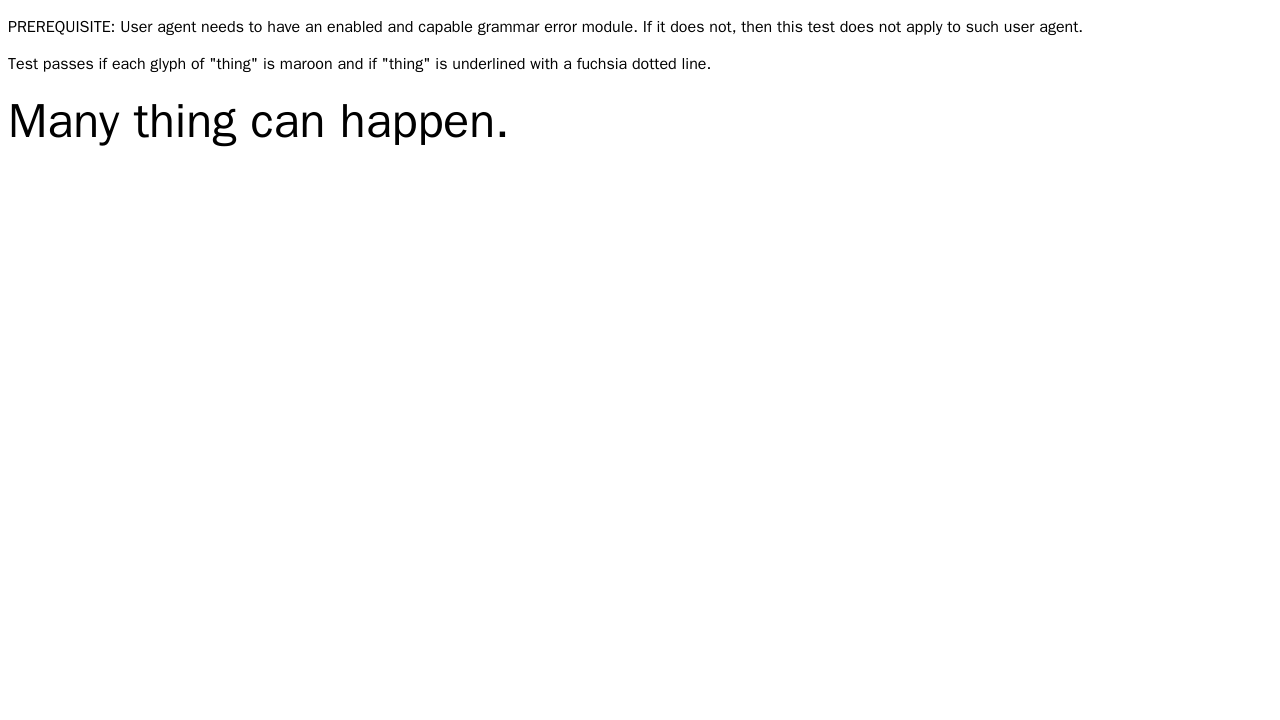 PREREQUISITE: User agent needs to have an enabled and capable grammar error module. If it does not, then this test does not apply to such user agent.
Test passes if each glyph of "thing" is maroon and if "thing" is underlined with a fuchsia dotted line.
Many thing can happen.